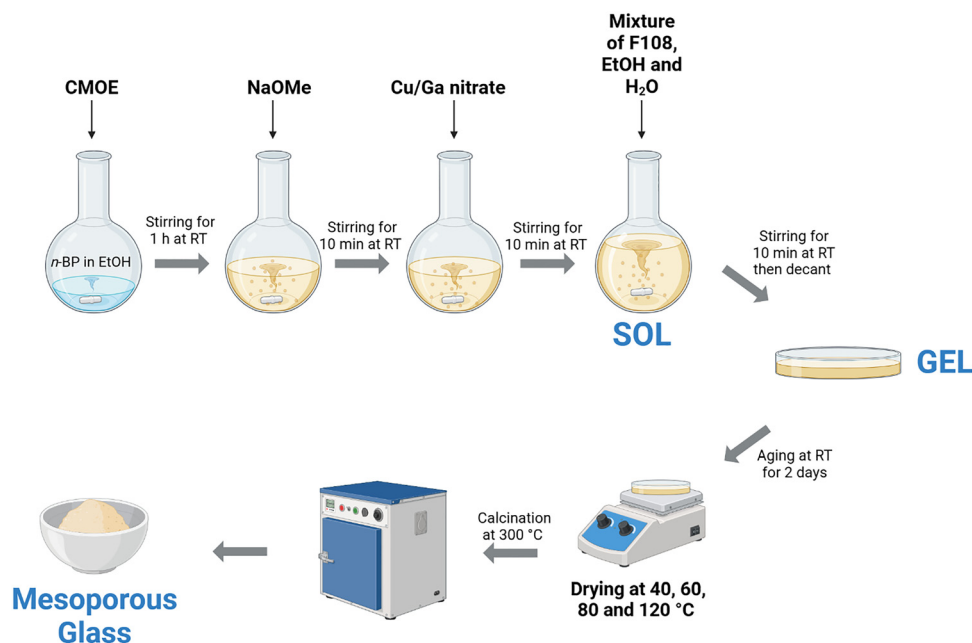 CMOE
NaOMe
Cu/Ga nitrate
Mixture
of F108,
EtOH and
H₂O
n-BP in EtOH
Stirring for
1 h at RT
Stirring for
10 min at RT
Stirring for
10 min at RT
Stirring for
10 min at RT
then decant
SOL
GEL
Aging at RT
for 2 days
Drying at 40, 60,
80 and 120 °C
Calcination
at 300 °C
Mesoporous
Glass